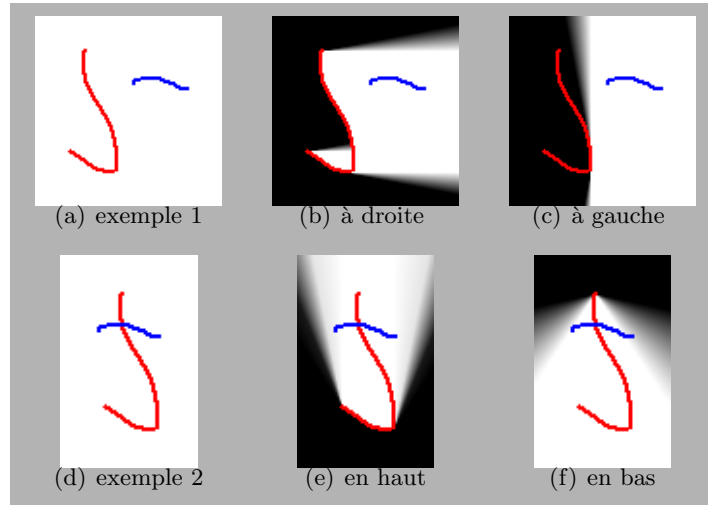 (a) exemple 1 (b) à droite (c) à gauche
(d) exemple 2 (e) en haut (f) en bas